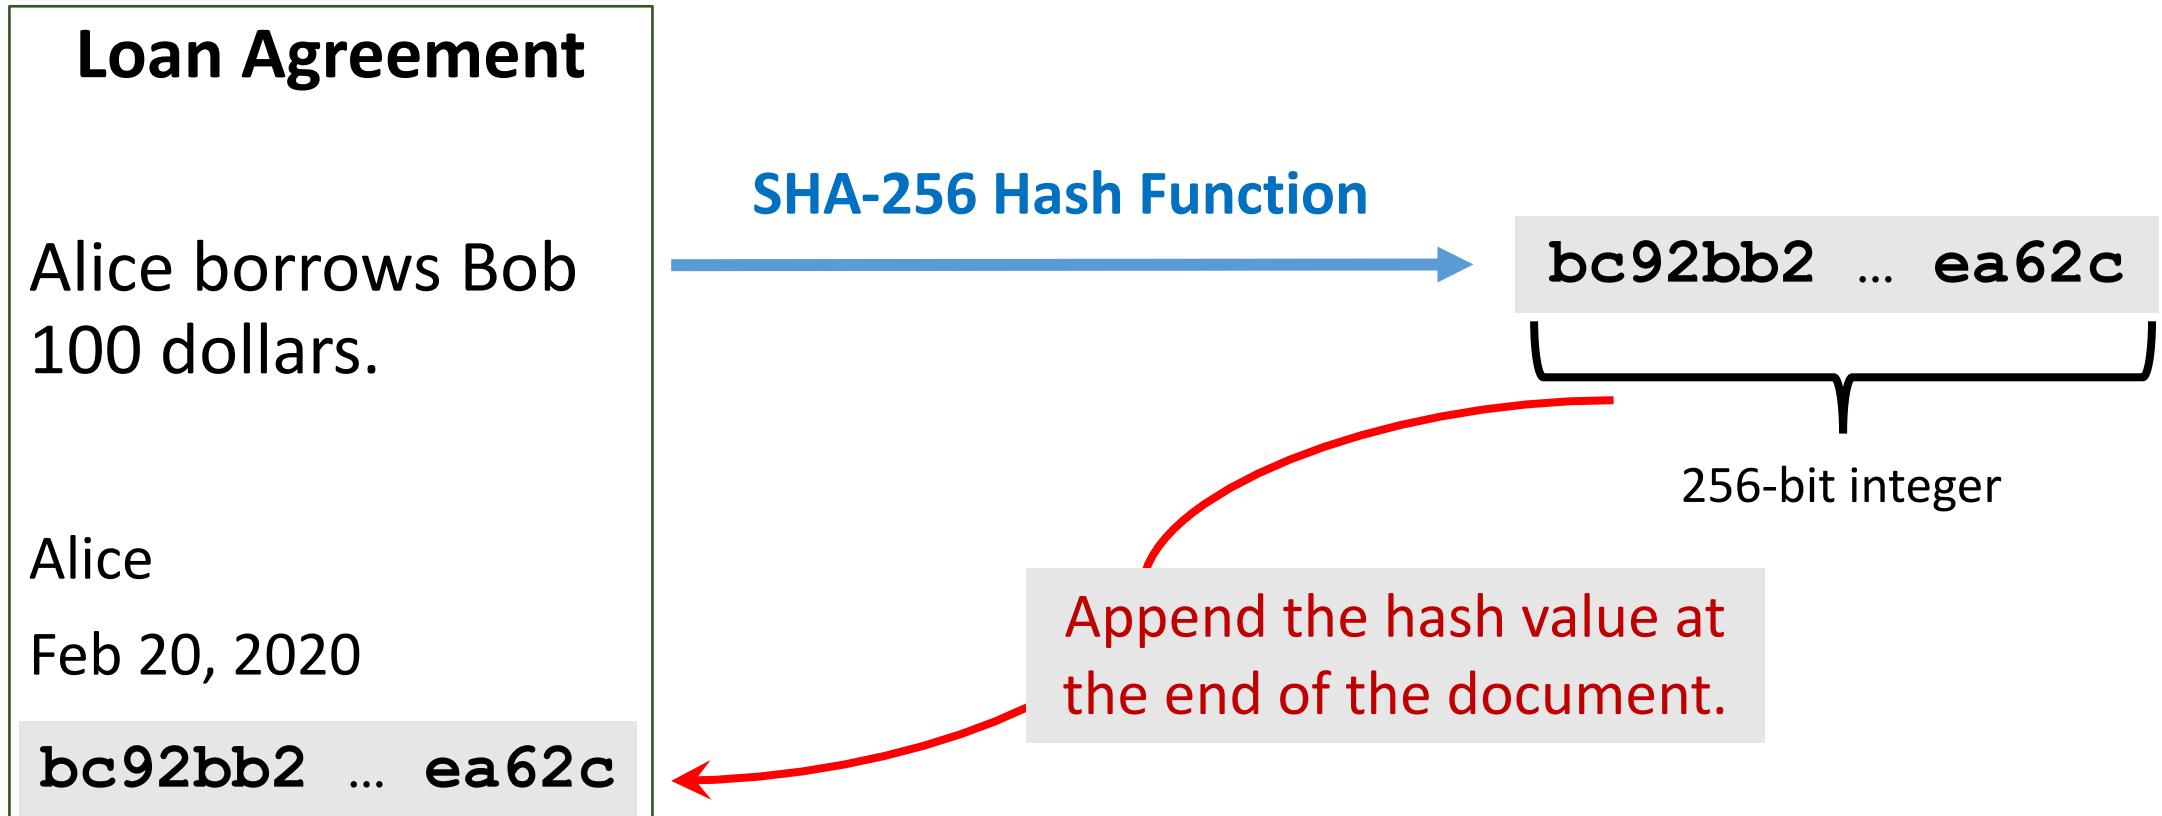 Loan Agreement
Alice borrows Bob
100 dollars.
Alice
Feb 20, 2020
bc92bb2 … ea62c
SHA-256 Hash Function
bc92bb2 … ea62c
256-bit integer
Append the hash value at
the end of the document.